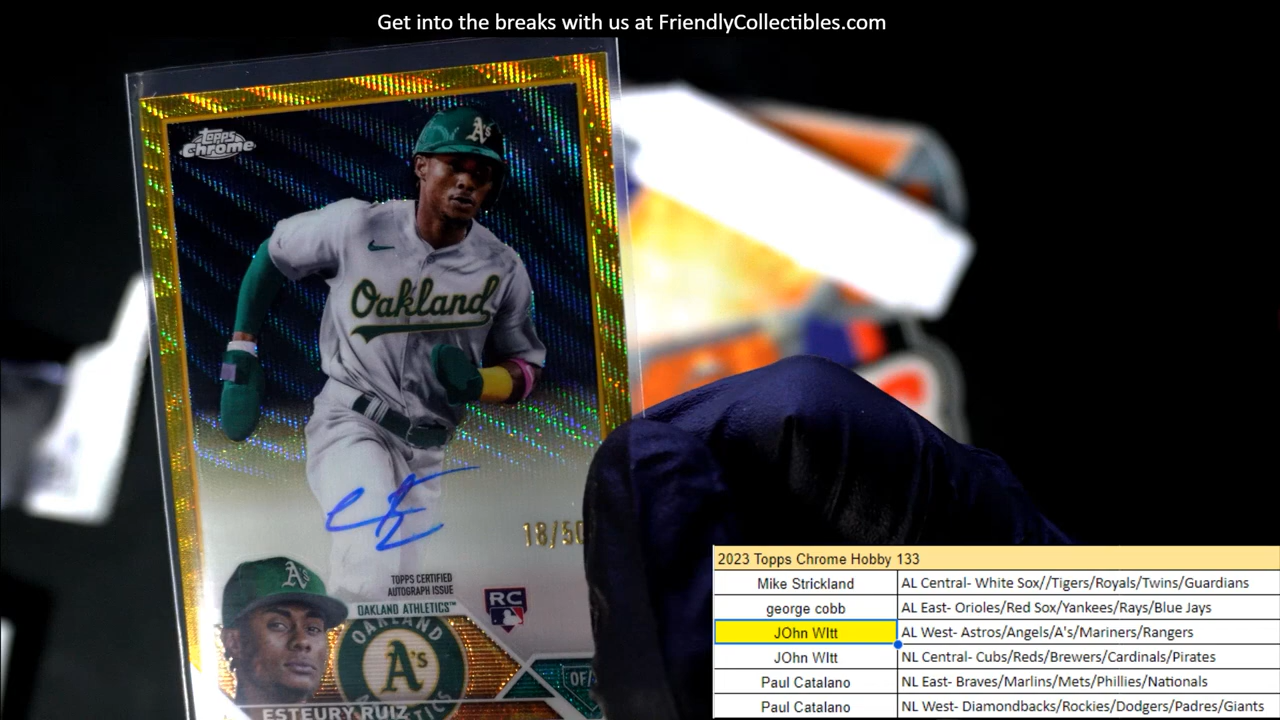 Get into the breaks with us at FriendlyCollectibles.com
Topps
Chrome
A's
Oakland
18/50
TOPPS CERTIFIED
AUTOGRAPH ISSUE
RC
OAKLAND ATHLETICS™
A's
OAKLAND
A's
OF/
ESTEURY RUIZ
2023 Topps Chrome Hobby 133
Mike Strickland AL Central- White Sox//Tigers/Royals/Twins/Guardians
george cobb AL East- Orioles/Red Sox/Yankees/Rays/Blue Jays
JOhn WItt AL West- Astros/Angels/A's/Mariners/Rangers
JOhn WItt NL Central- Cubs/Reds/Brewers/Cardinals/Pirates
Paul Catalano NL East- Braves/Marlins/Mets/Phillies/Nationals
Paul Catalano NL West- Diamondbacks/Rockies/Dodgers/Padres/Giants